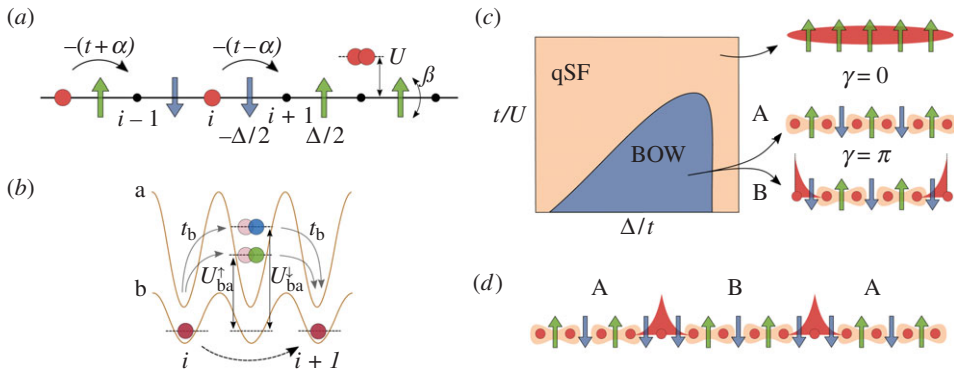 (a)
−(t+α)
−(t−α)
U
β
i − 1
i
i + 1
−Δ/2
Δ/2
(b)
a
t_b
t_b
U_ba^↑
U_ba^↓
b
i
i + 1
(c)
qSF
t/U
BOW
Δ/t
γ = 0
A
γ = π
B
(d)
A
B
A